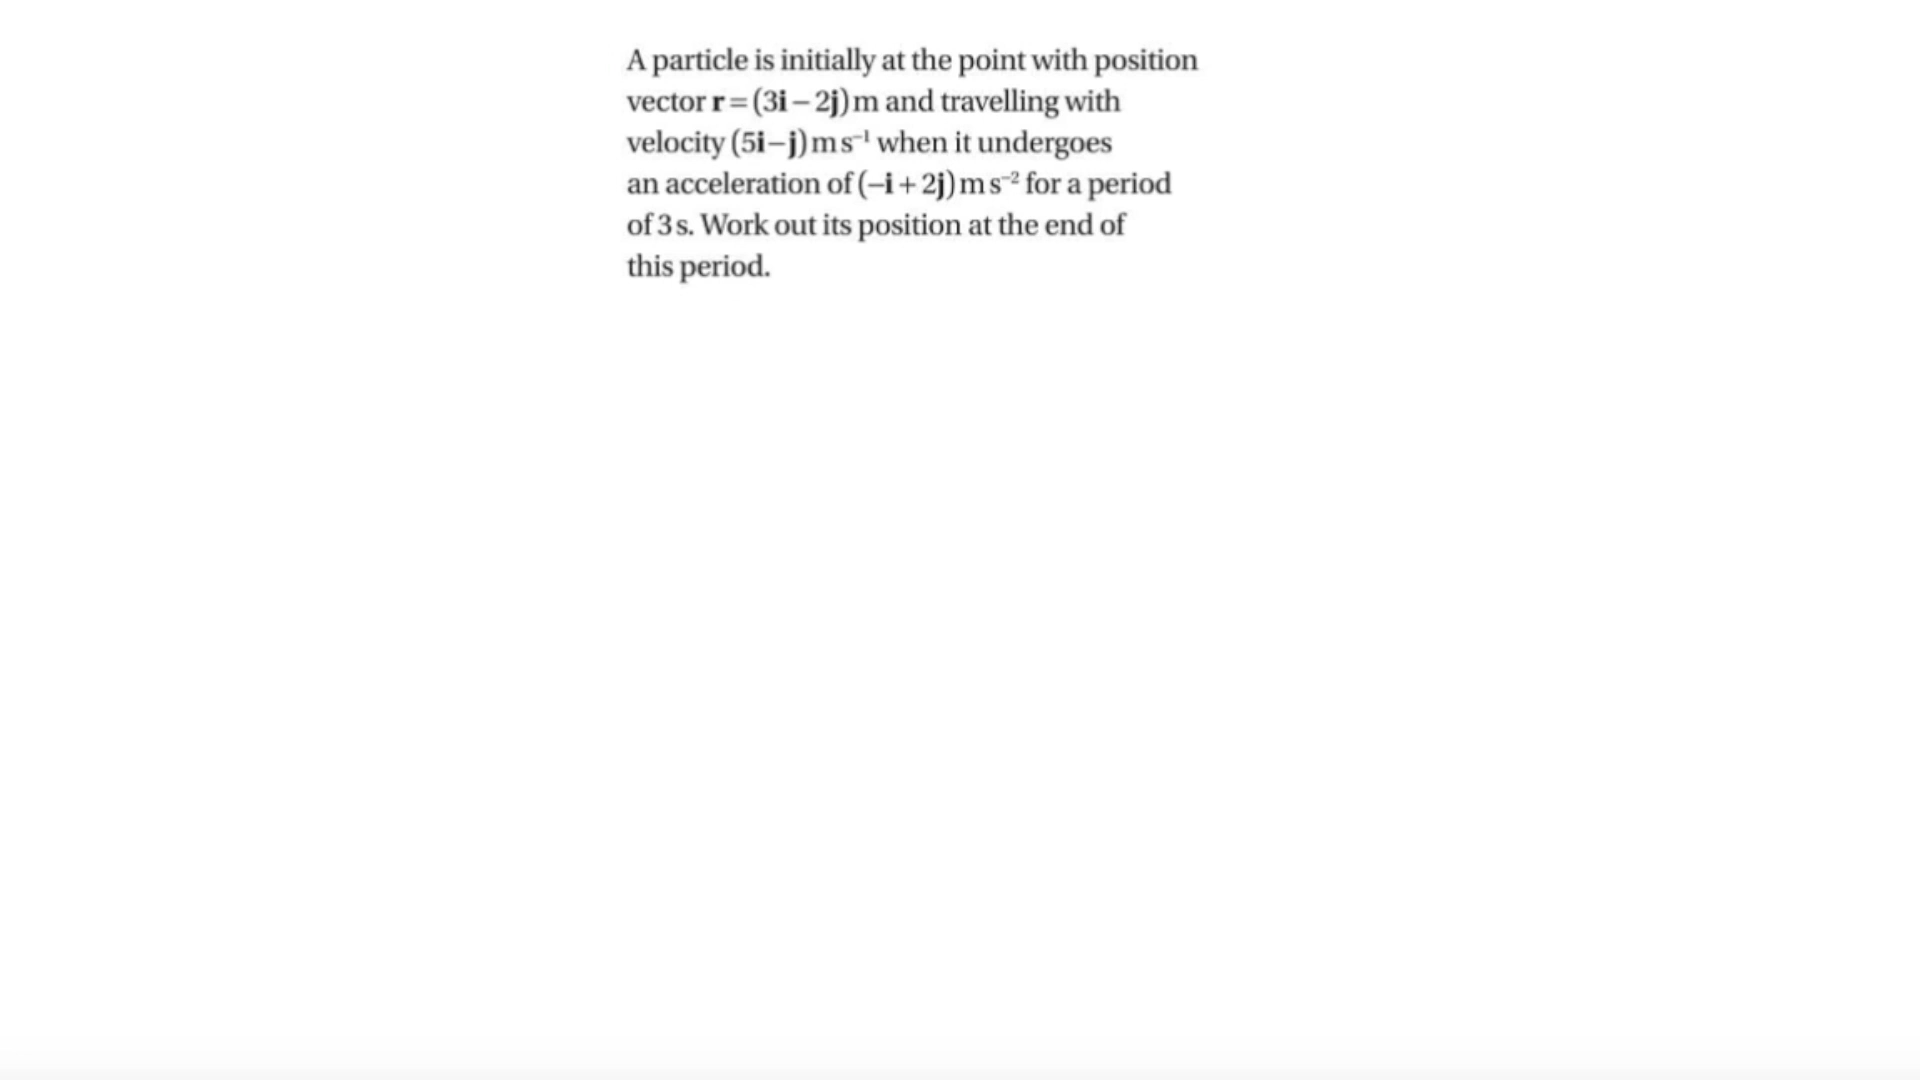 A particle is initially at the point with position
vector r = (3i – 2j) m and travelling with
velocity (5i–j) m s⁻¹ when it undergoes
an acceleration of (–i + 2j) m s⁻² for a period
of 3 s. Work out its position at the end of
this period.